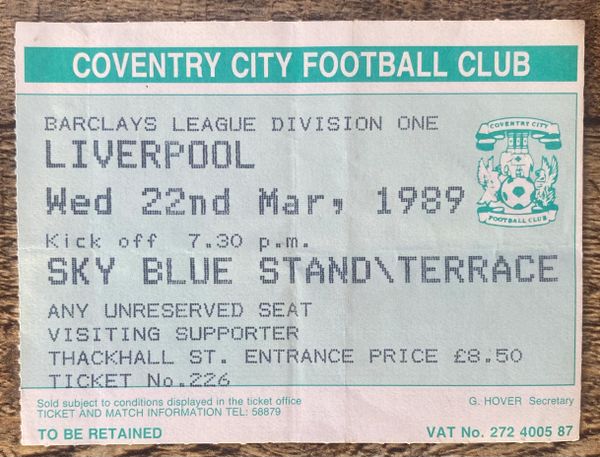 COVENTRY CITY FOOTBALL CLUB
BARCLAYS LEAGUE DIVISION ONE
LIVERPOOL
Wed 22nd Mar, 1989
COVENTRY CITY
FOOTBALL CLUB
Kick off 7.30 p.m.
SKY BLUE STAND\TERRACE
ANY UNRESERVED SEAT
VISITING SUPPORTER
THACKHALL ST. ENTRANCE PRICE £8.50
TICKET No.226
Sold subject to conditions displayed in the ticket office
G. HOVER Secretary
TICKET AND MATCH INFORMATION TEL: 58879
TO BE RETAINED
VAT No. 272 4005 87